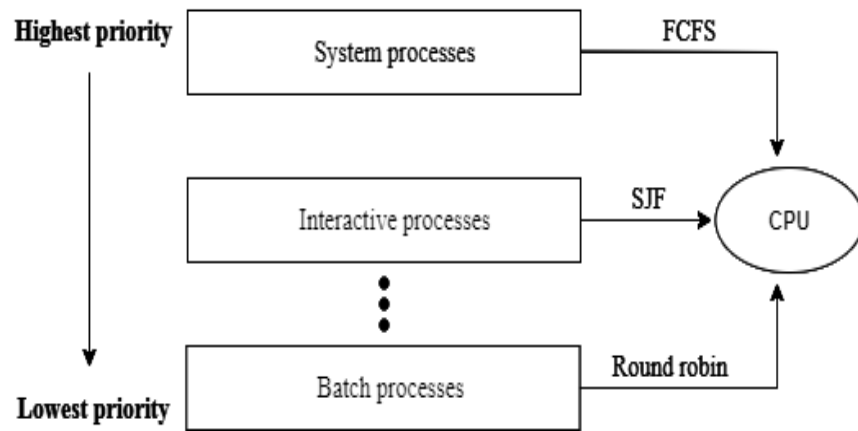 Highest priority
System processes
FCFS
Interactive processes
SJF
CPU
Batch processes
Round robin
Lowest priority